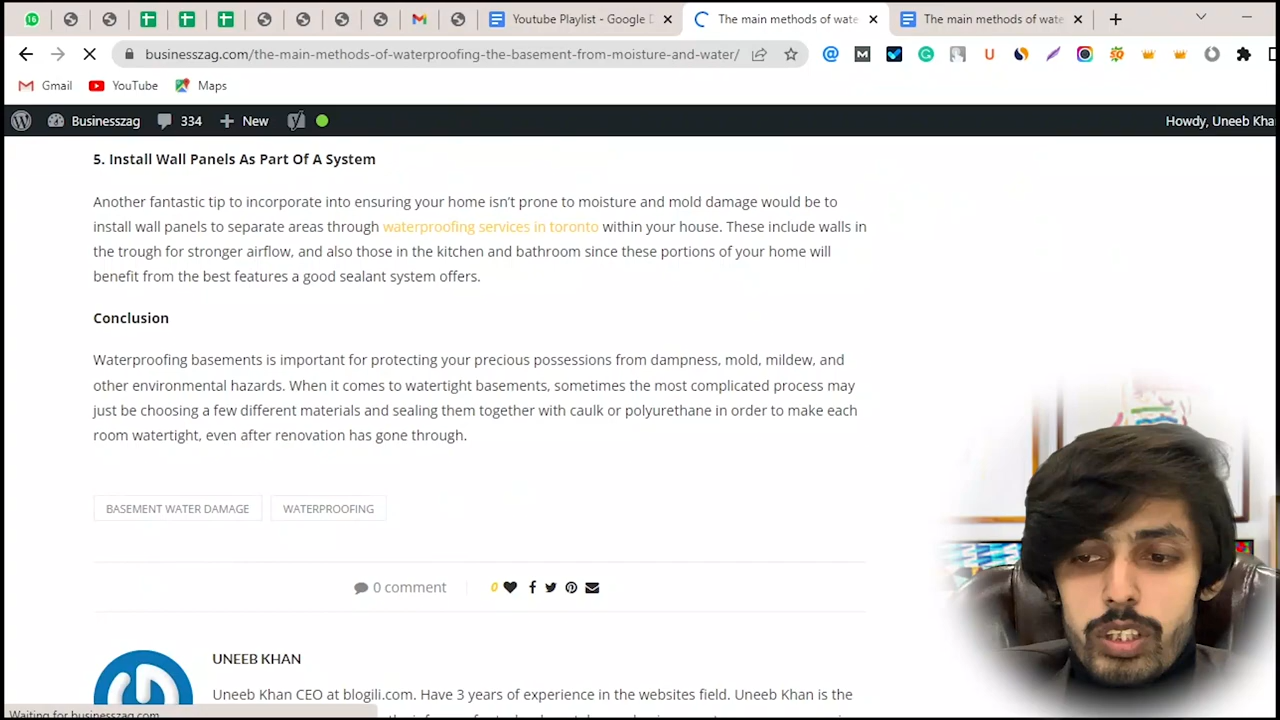 Youtube Playlist - Google D
The main methods of wate
The main methods of wate
businesszag.com/the-main-methods-of-waterproofing-the-basement-from-moisture-and-water/
Gmail
YouTube
Maps
Businesszag
334
New
Howdy, Uneeb Khan
5. Install Wall Panels As Part Of A System
Another fantastic tip to incorporate into ensuring your home isn't prone to moisture and mold damage would be to
install wall panels to separate areas through waterproofing services in toronto within your house. These include walls in
the trough for stronger airflow, and also those in the kitchen and bathroom since these portions of your home will
benefit from the best features a good sealant system offers.
Conclusion
Waterproofing basements is important for protecting your precious possessions from dampness, mold, mildew, and
other environmental hazards. When it comes to watertight basements, sometimes the most complicated process may
just be choosing a few different materials and sealing them together with caulk or polyurethane in order to make each
room watertight, even after renovation has gone through.
BASEMENT WATER DAMAGE
WATERPROOFING
0 comment
0
UNEEB KHAN
Uneeb Khan CEO at blogili.com. Have 3 years of experience in the websites field. Uneeb Khan is the
Waiting for businesszag.com